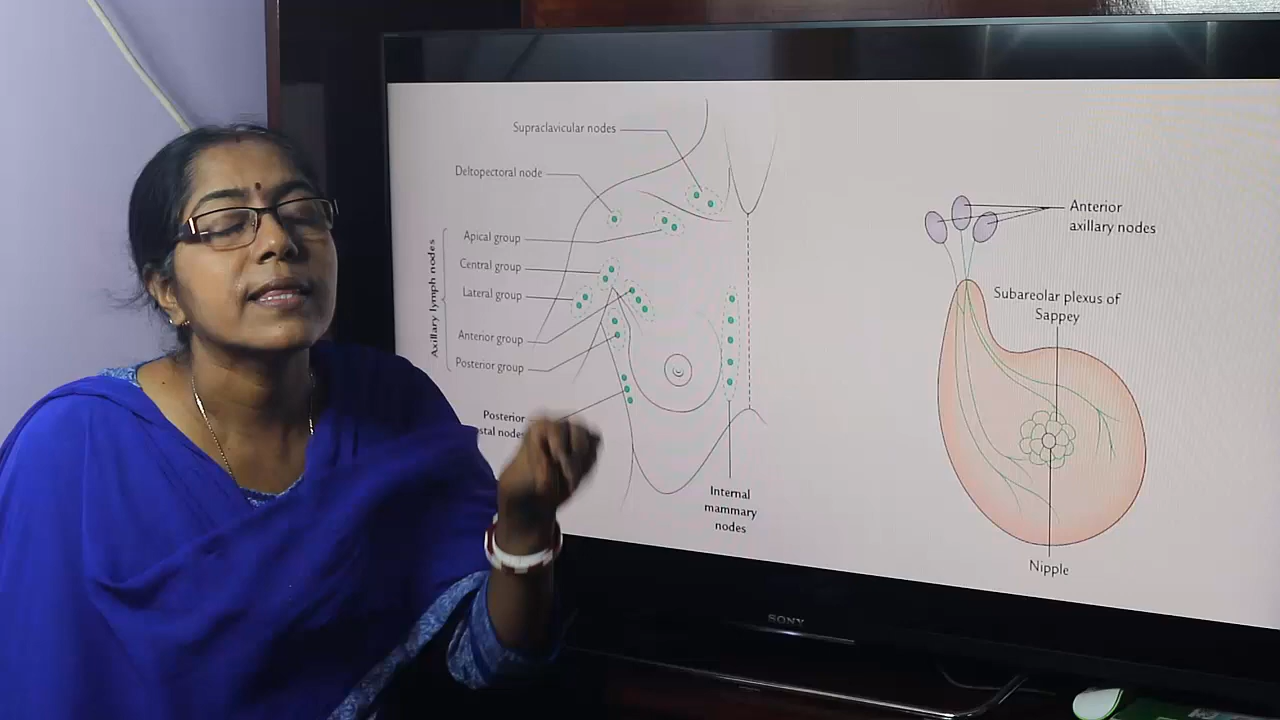 Supraclavicular nodes
Deltopectoral node
Axillary lymph nodes
Apical group
Central group
Lateral group
Anterior group
Posterior group
Posterior
nodes
Internal
mammary
nodes
Anterior
axillary nodes
Subareolar plexus of
Sappey
Nipple
SONY